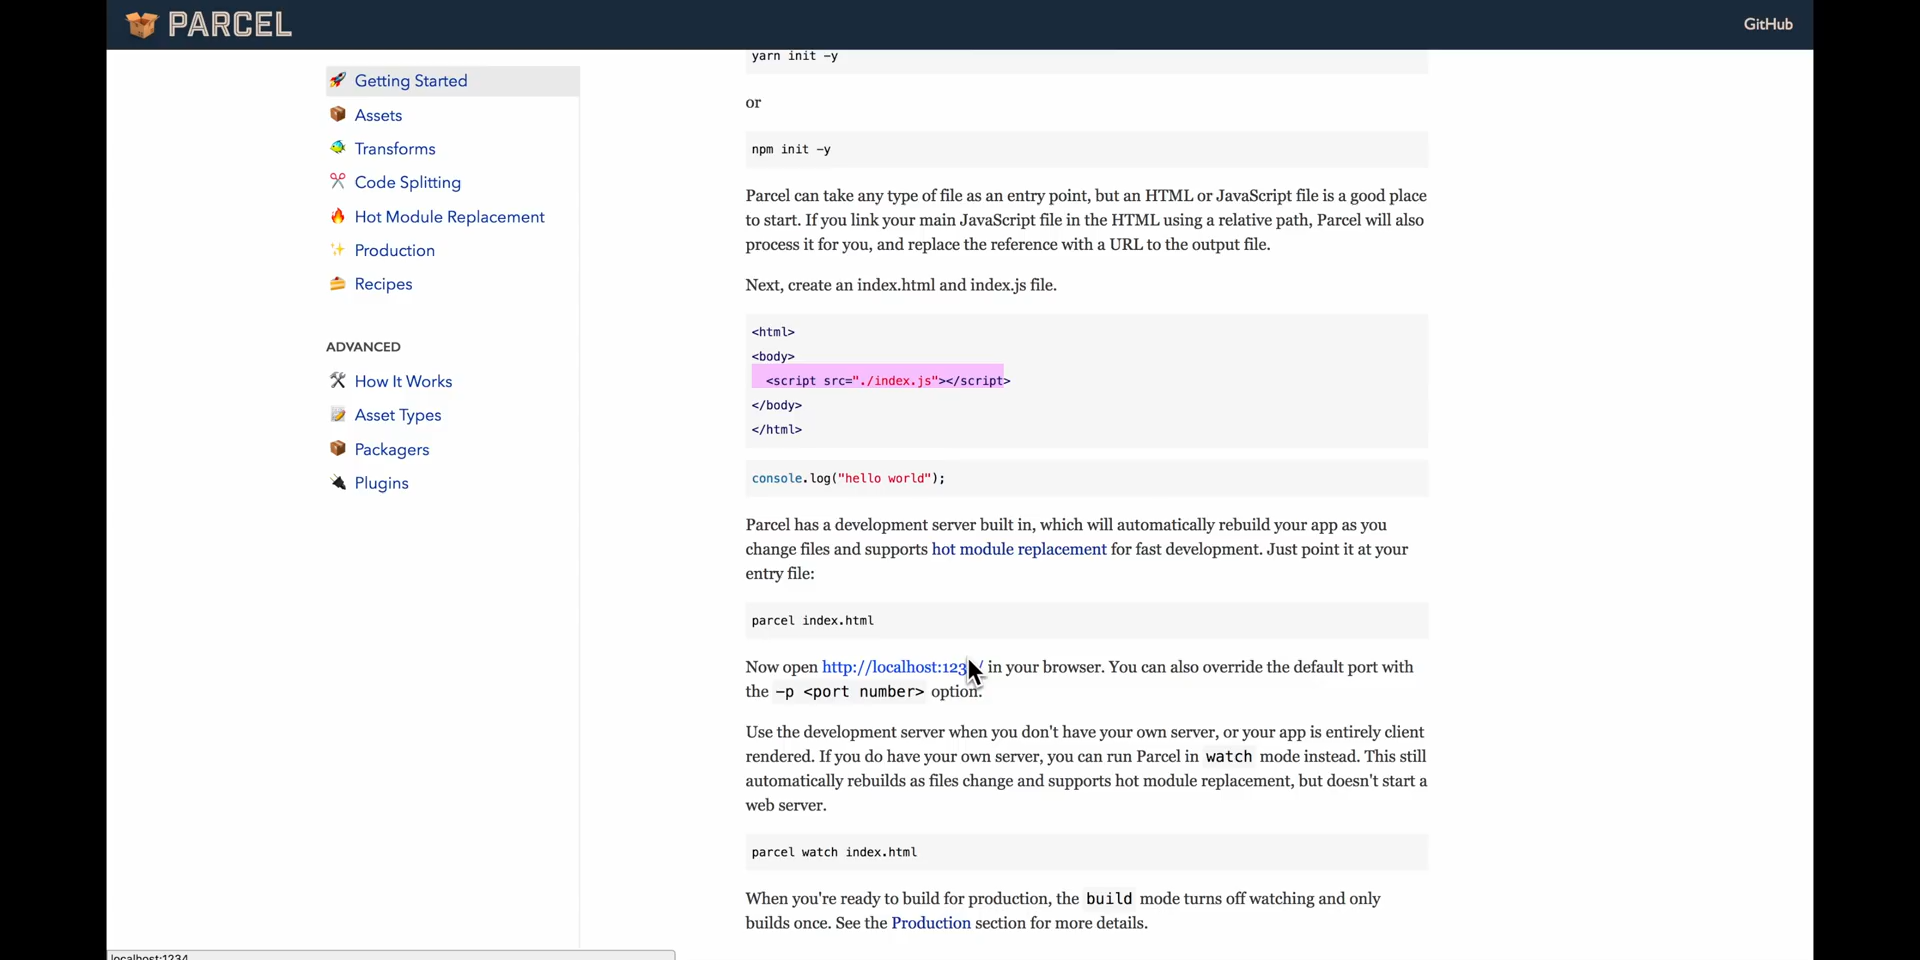 PARCEL
GitHub
Getting Started
Assets
Transforms
Code Splitting
Hot Module Replacement
Production
Recipes
ADVANCED
How It Works
Asset Types
Packagers
Plugins
yarn init -y
or
npm init -y
Parcel can take any type of file as an entry point, but an HTML or JavaScript file is a good place
to start. If you link your main JavaScript file in the HTML using a relative path, Parcel will also
process it for you, and replace the reference with a URL to the output file.
Next, create an index.html and index.js file.
<html>
<body>
<script src="./index.js"></script>
</body>
</html>
console.log("hello world");
Parcel has a development server built in, which will automatically rebuild your app as you
change files and supports hot module replacement for fast development. Just point it at your
entry file:
parcel index.html
Now open http://localhost:123 / in your browser. You can also override the default port with
the -p <port number> option.
Use the development server when you don't have your own server, or your app is entirely client
rendered. If you do have your own server, you can run Parcel in watch mode instead. This still
automatically rebuilds as files change and supports hot module replacement, but doesn't start a
web server.
parcel watch index.html
When you're ready to build for production, the build mode turns off watching and only
builds once. See the Production section for more details.
localhost:1234